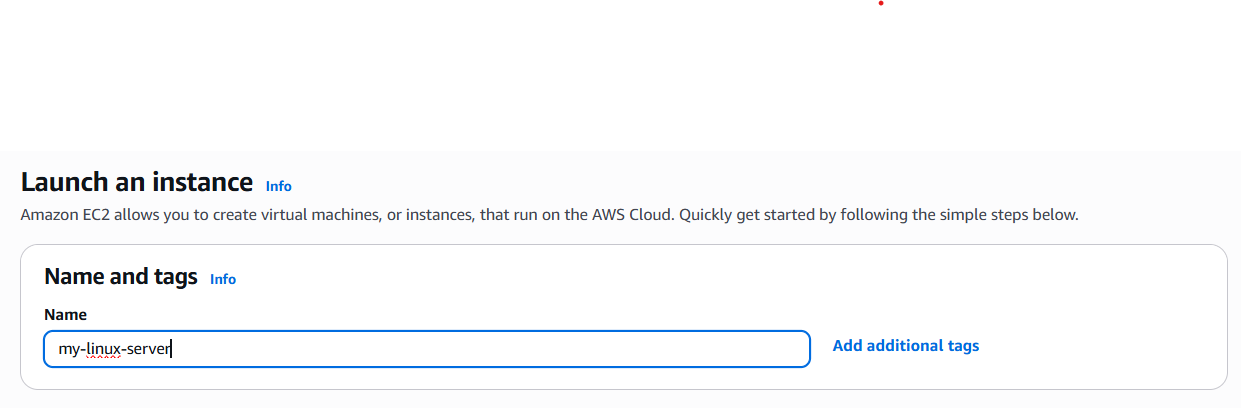 Launch an instance Info
Amazon EC2 allows you to create virtual machines, or instances, that run on the AWS Cloud. Quickly get started by following the simple steps below.
Name and tags Info
Name
my-linux-server
Add additional tags